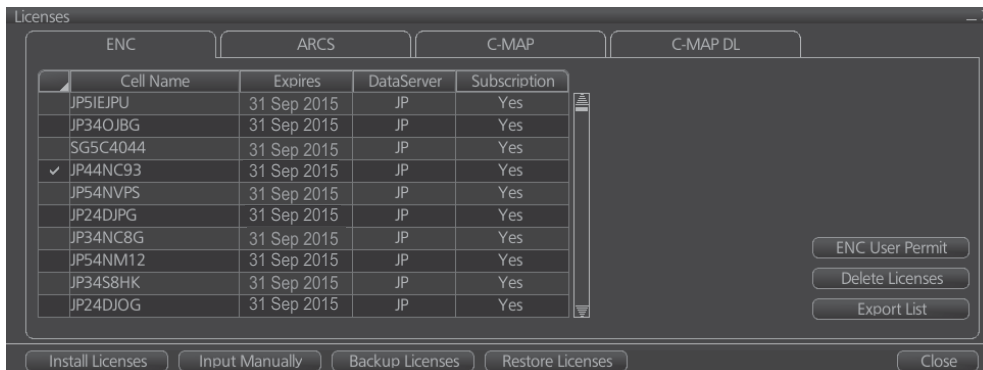 Licenses
ENC ARCS C-MAP C-MAP DL
Cell Name Expires DataServer Subscription
JP5IEJPU 31 Sep 2015 JP Yes
JP34OJBG 31 Sep 2015 JP Yes
SG5C4044 31 Sep 2015 JP Yes
JP44NC93 31 Sep 2015 JP Yes
JP54NVPS 31 Sep 2015 JP Yes
JP24DJPG 31 Sep 2015 JP Yes
JP34NC8G 31 Sep 2015 JP Yes
JP54NM12 31 Sep 2015 JP Yes
JP34S8HK 31 Sep 2015 JP Yes
JP24DJOG 31 Sep 2015 JP Yes
ENC User Permit
Delete Licenses
Export List
Install Licenses Input Manually Backup Licenses Restore Licenses Close